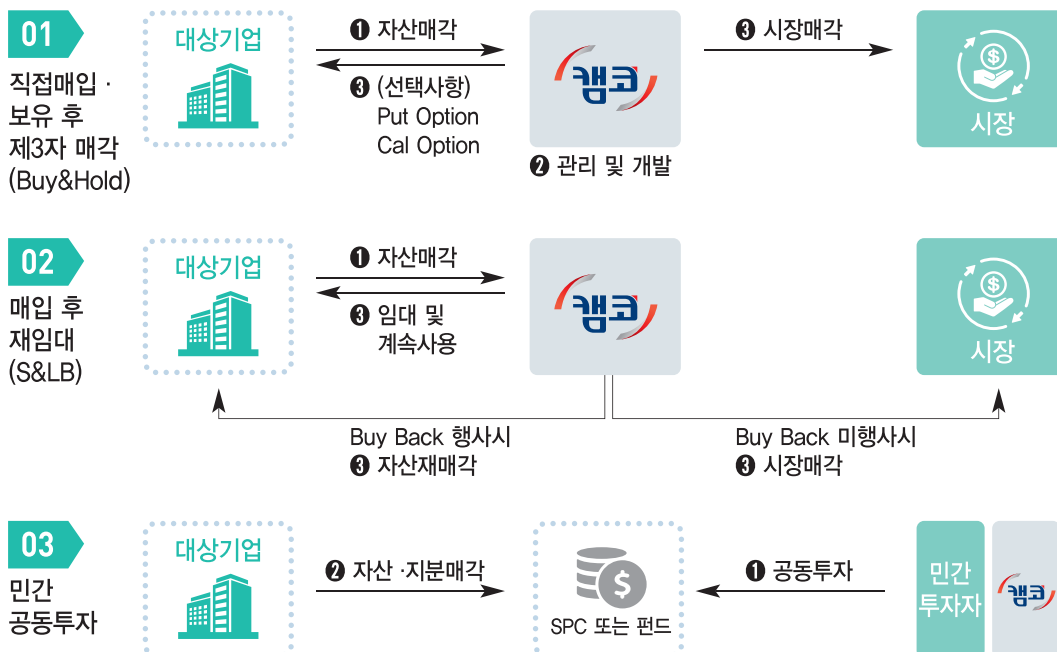 01
직접매입 ·
보유 후
제3자 매각
(Buy&Hold)
대상기업
❶ 자산매각
❸ (선택사항)
Put Option
Cal Option
캠코
❷ 관리 및 개발
❸ 시장매각
시장
02
매입 후
재임대
(S&LB)
대상기업
❶ 자산매각
❸ 임대 및
계속사용
캠코
시장
Buy Back 행사시
❸ 자산재매각
Buy Back 미행사시
❸ 시장매각
03
민간
공동투자
대상기업
❷ 자산 ·지분매각
SPC 또는 펀드
❶ 공동투자
민간
투자자
캠코